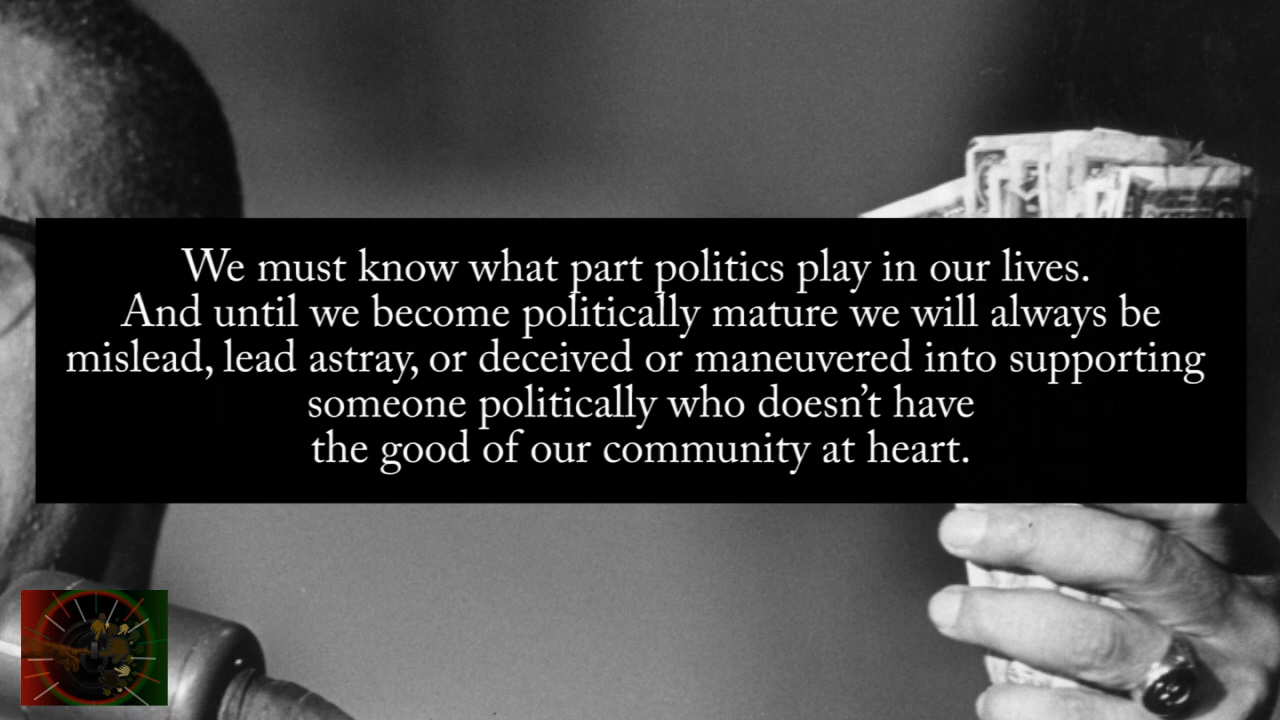 We must know what part politics play in our lives.
And until we become politically mature we will always be
mislead, lead astray, or deceived or maneuvered into supporting
someone politically who doesn’t have
the good of our community at heart.